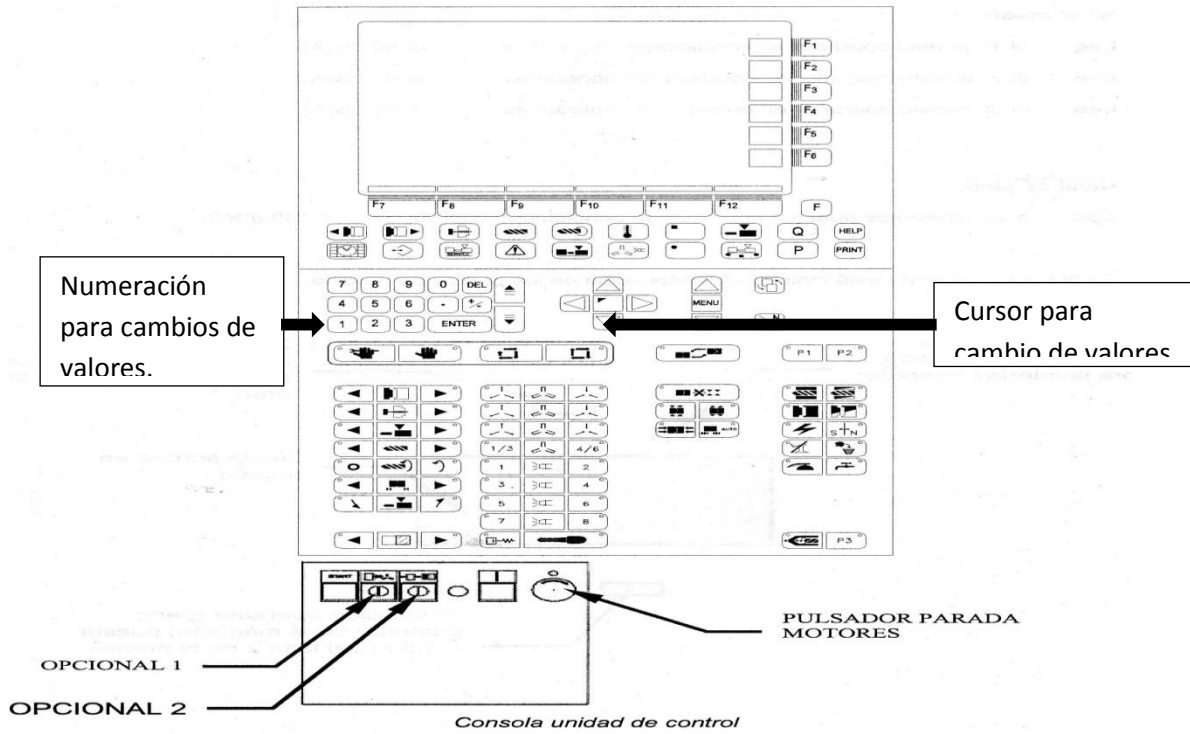 F1
F2
F3
F4
F5
F6
F7 F8 F9 F10 F11 F12 F
Q HELP
P PRINT
7 8 9 0 DEL
4 5 6 - +/-
1 2 3 ENTER
MENU
N
Numeración
para cambios de
valores.
Cursor para
cambio de valores
P1 P2
AUTO
S N
1/3 4/6
1 2
3 4
5 6
7 8
P3
START
PULSADOR PARADA
MOTORES
OPCIONAL 1
OPCIONAL 2
Consola unidad de control